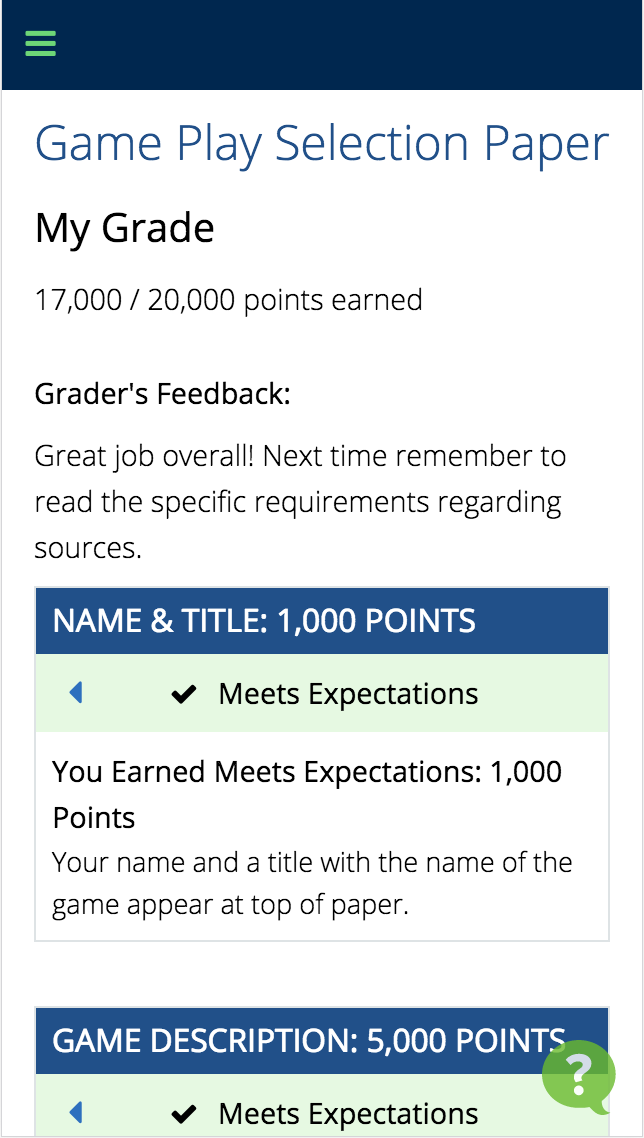 Game Play Selection Paper
My Grade
17,000 / 20,000 points earned
Grader's Feedback:
Great job overall! Next time remember to
read the specific requirements regarding
sources.
NAME & TITLE: 1,000 POINTS
Meets Expectations
You Earned Meets Expectations: 1,000
Points
Your name and a title with the name of the
game appear at top of paper.
GAME DESCRIPTION: 5,000 POINTS
?
Meets Expectations